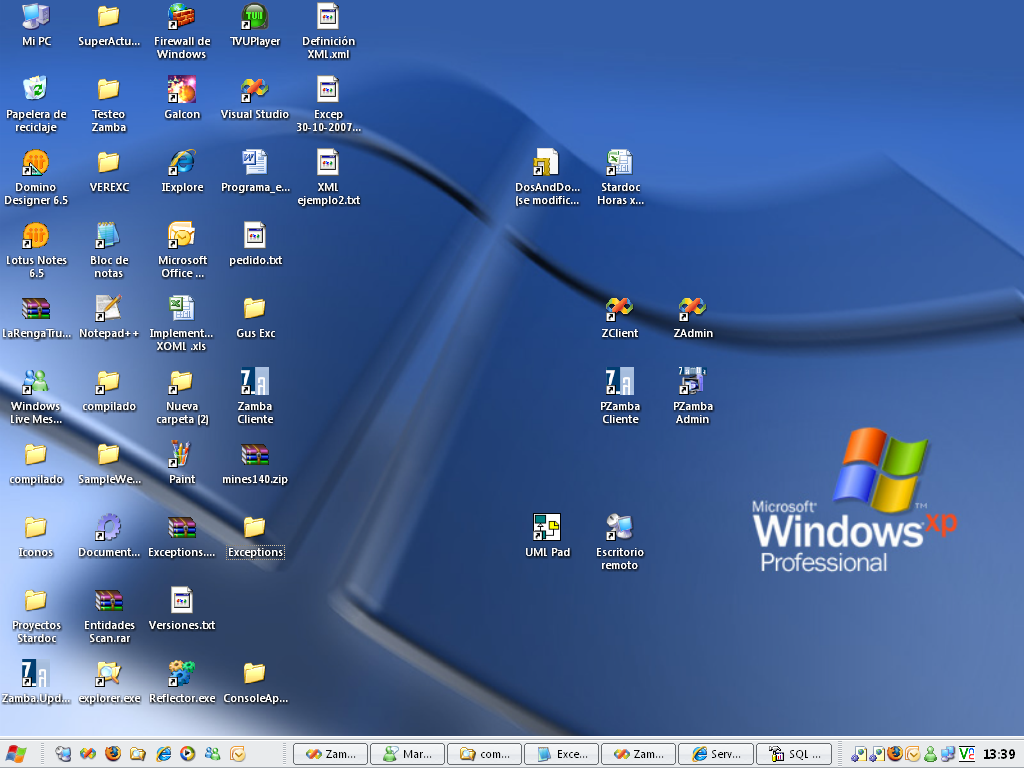 Mi PC
SuperActu...
Firewall de
Windows
TVUPlayer
Definición
XML.xml
Papelera de
reciclaje
Testeo
Zamba
Galcon
Visual Studio
Excep
30-10-2007...
Domino
Designer 6.5
VEREXC
IExplore
Programa_e...
XML
ejemplo2.txt
DosAndDo...
(se modific...
Stardoc
Horas x...
Lotus Notes
6.5
Bloc de
notas
Microsoft
Office ...
pedido.txt
LaRengaTru...
Notepad++
Implement...
XOML .xls
Gus Exc
ZClient
ZAdmin
Windows
Live Mes...
compilado
Nueva
carpeta (2)
Zamba
Cliente
PZamba
Cliente
PZamba
Admin
compilado
SampleWe...
Paint
mines140.zip
Iconos
Document...
Exceptions....
Exceptions
UML Pad
Escritorio
remoto
Microsoft®
Windows xp
TM
Professional
Proyectos
Stardoc
Entidades
Scan.rar
Versiones.txt
Zamba.Upd...
explorer.exe
Reflector.exe
ConsoleAp...
Zam...
Mar...
com...
Exce...
Zam...
Serv...
SQL ...
13:39